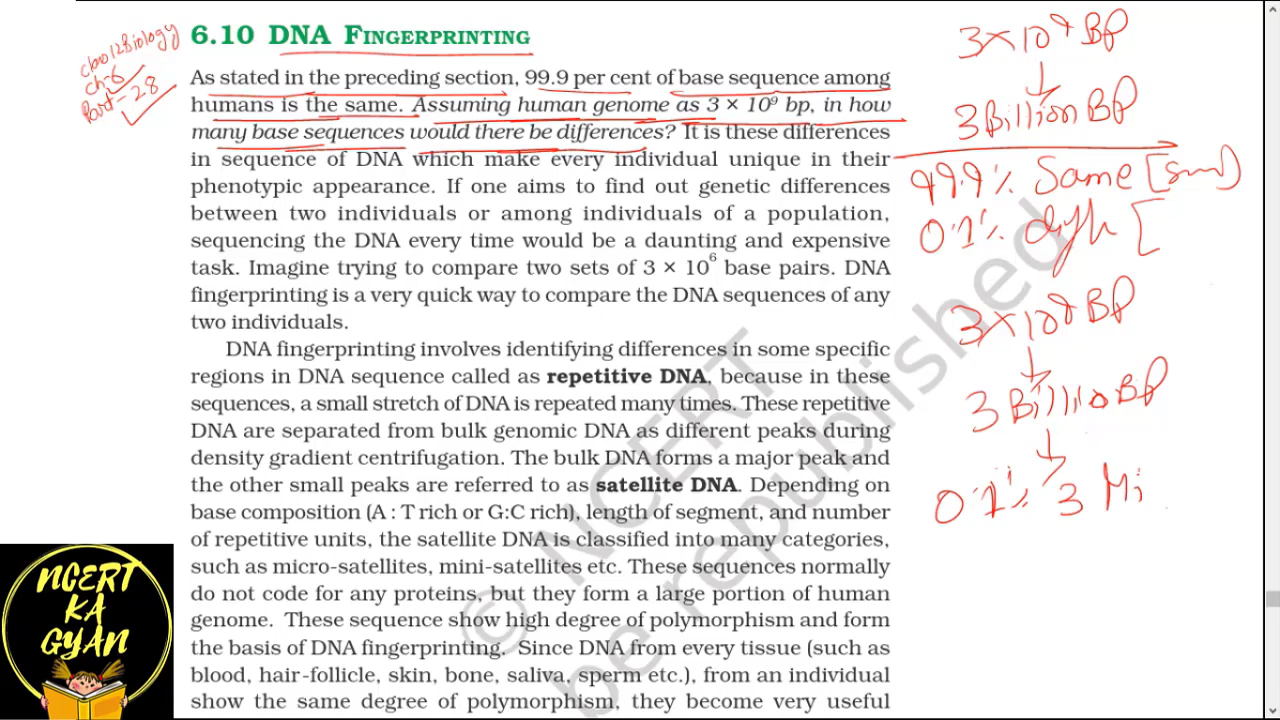 6.10 DNA FINGERPRINTING
As stated in the preceding section, 99.9 per cent of base sequence among
humans is the same. Assuming human genome as 3 × 10⁹ bp, in how
many base sequences would there be differences? It is these differences
in sequence of DNA which make every individual unique in their
phenotypic appearance. If one aims to find out genetic differences
between two individuals or among individuals of a population,
sequencing the DNA every time would be a daunting and expensive
task. Imagine trying to compare two sets of 3 × 10⁶ base pairs. DNA
fingerprinting is a very quick way to compare the DNA sequences of any
two individuals.
DNA fingerprinting involves identifying differences in some specific
regions in DNA sequence called as repetitive DNA, because in these
sequences, a small stretch of DNA is repeated many times. These repetitive
DNA are separated from bulk genomic DNA as different peaks during
density gradient centrifugation. The bulk DNA forms a major peak and
the other small peaks are referred to as satellite DNA. Depending on
base composition (A : T rich or G:C rich), length of segment, and number
of repetitive units, the satellite DNA is classified into many categories,
such as micro-satellites, mini-satellites etc. These sequences normally
do not code for any proteins, but they form a large portion of human
genome. These sequence show high degree of polymorphism and form
the basis of DNA fingerprinting. Since DNA from every tissue (such as
blood, hair-follicle, skin, bone, saliva, sperm etc.), from an individual
show the same degree of polymorphism, they become very useful
12 Biology
Ch-6
Part-28
3×10⁹ BP
3 Billion BP
99.9% Same [
0.1% [
3×10⁹ BP
3 Billio BP
0.1% 3 Mi
© NCERT
be republished
NCERT
KA
GYAN